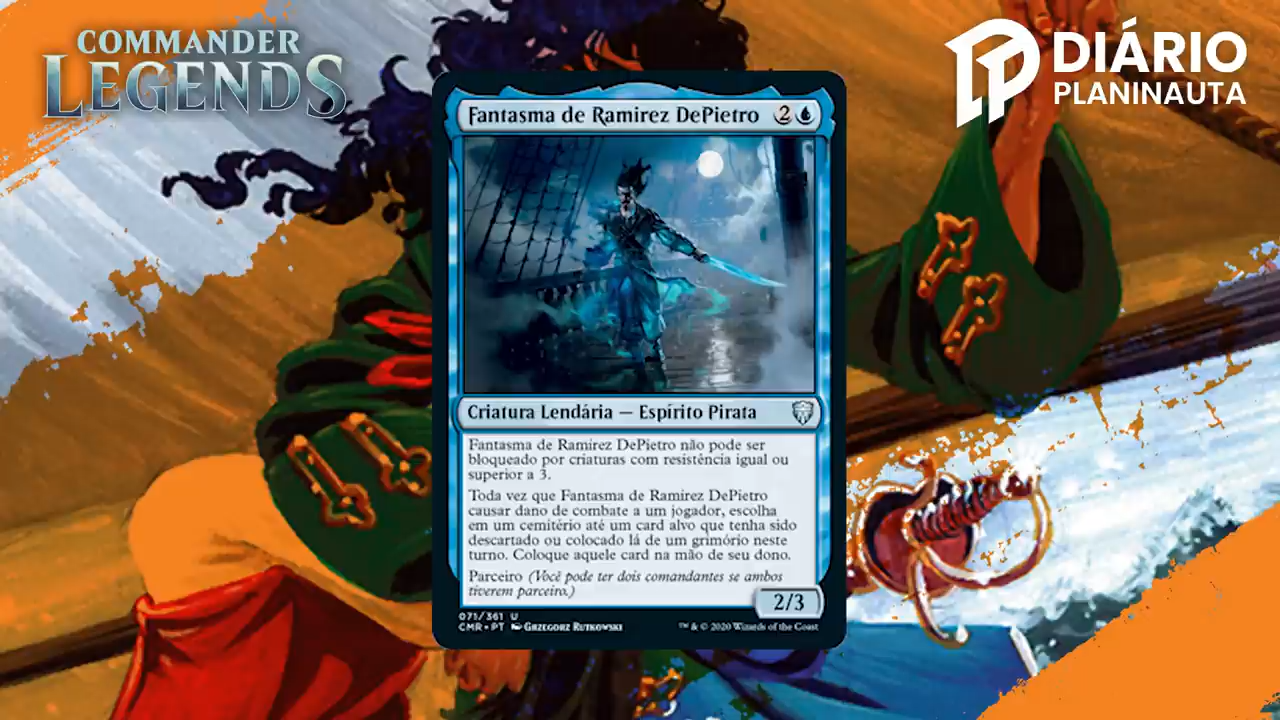 COMMANDER
LEGENDS
DIÁRIO
PLANINAUTA
Fantasma de Ramirez DePietro 2
Criatura Lendária — Espírito Pirata
Fantasma de Ramirez DePietro não pode ser
bloqueado por criaturas com resistência igual ou
superior a 3.
Toda vez que Fantasma de Ramirez DePietro
causar dano de combate a um jogador, escolha
em um cemitério até um card alvo que tenha sido
descartado ou colocado lá de um grimório neste
turno. Coloque aquele card na mão de seu dono.
Parceiro (Você pode ter dois comandantes se ambos
tiverem parceiro.)
2/3
071/361 U
CMR • PT Grzegorz Rutkowski
™ & © 2020 Wizards of the Coast